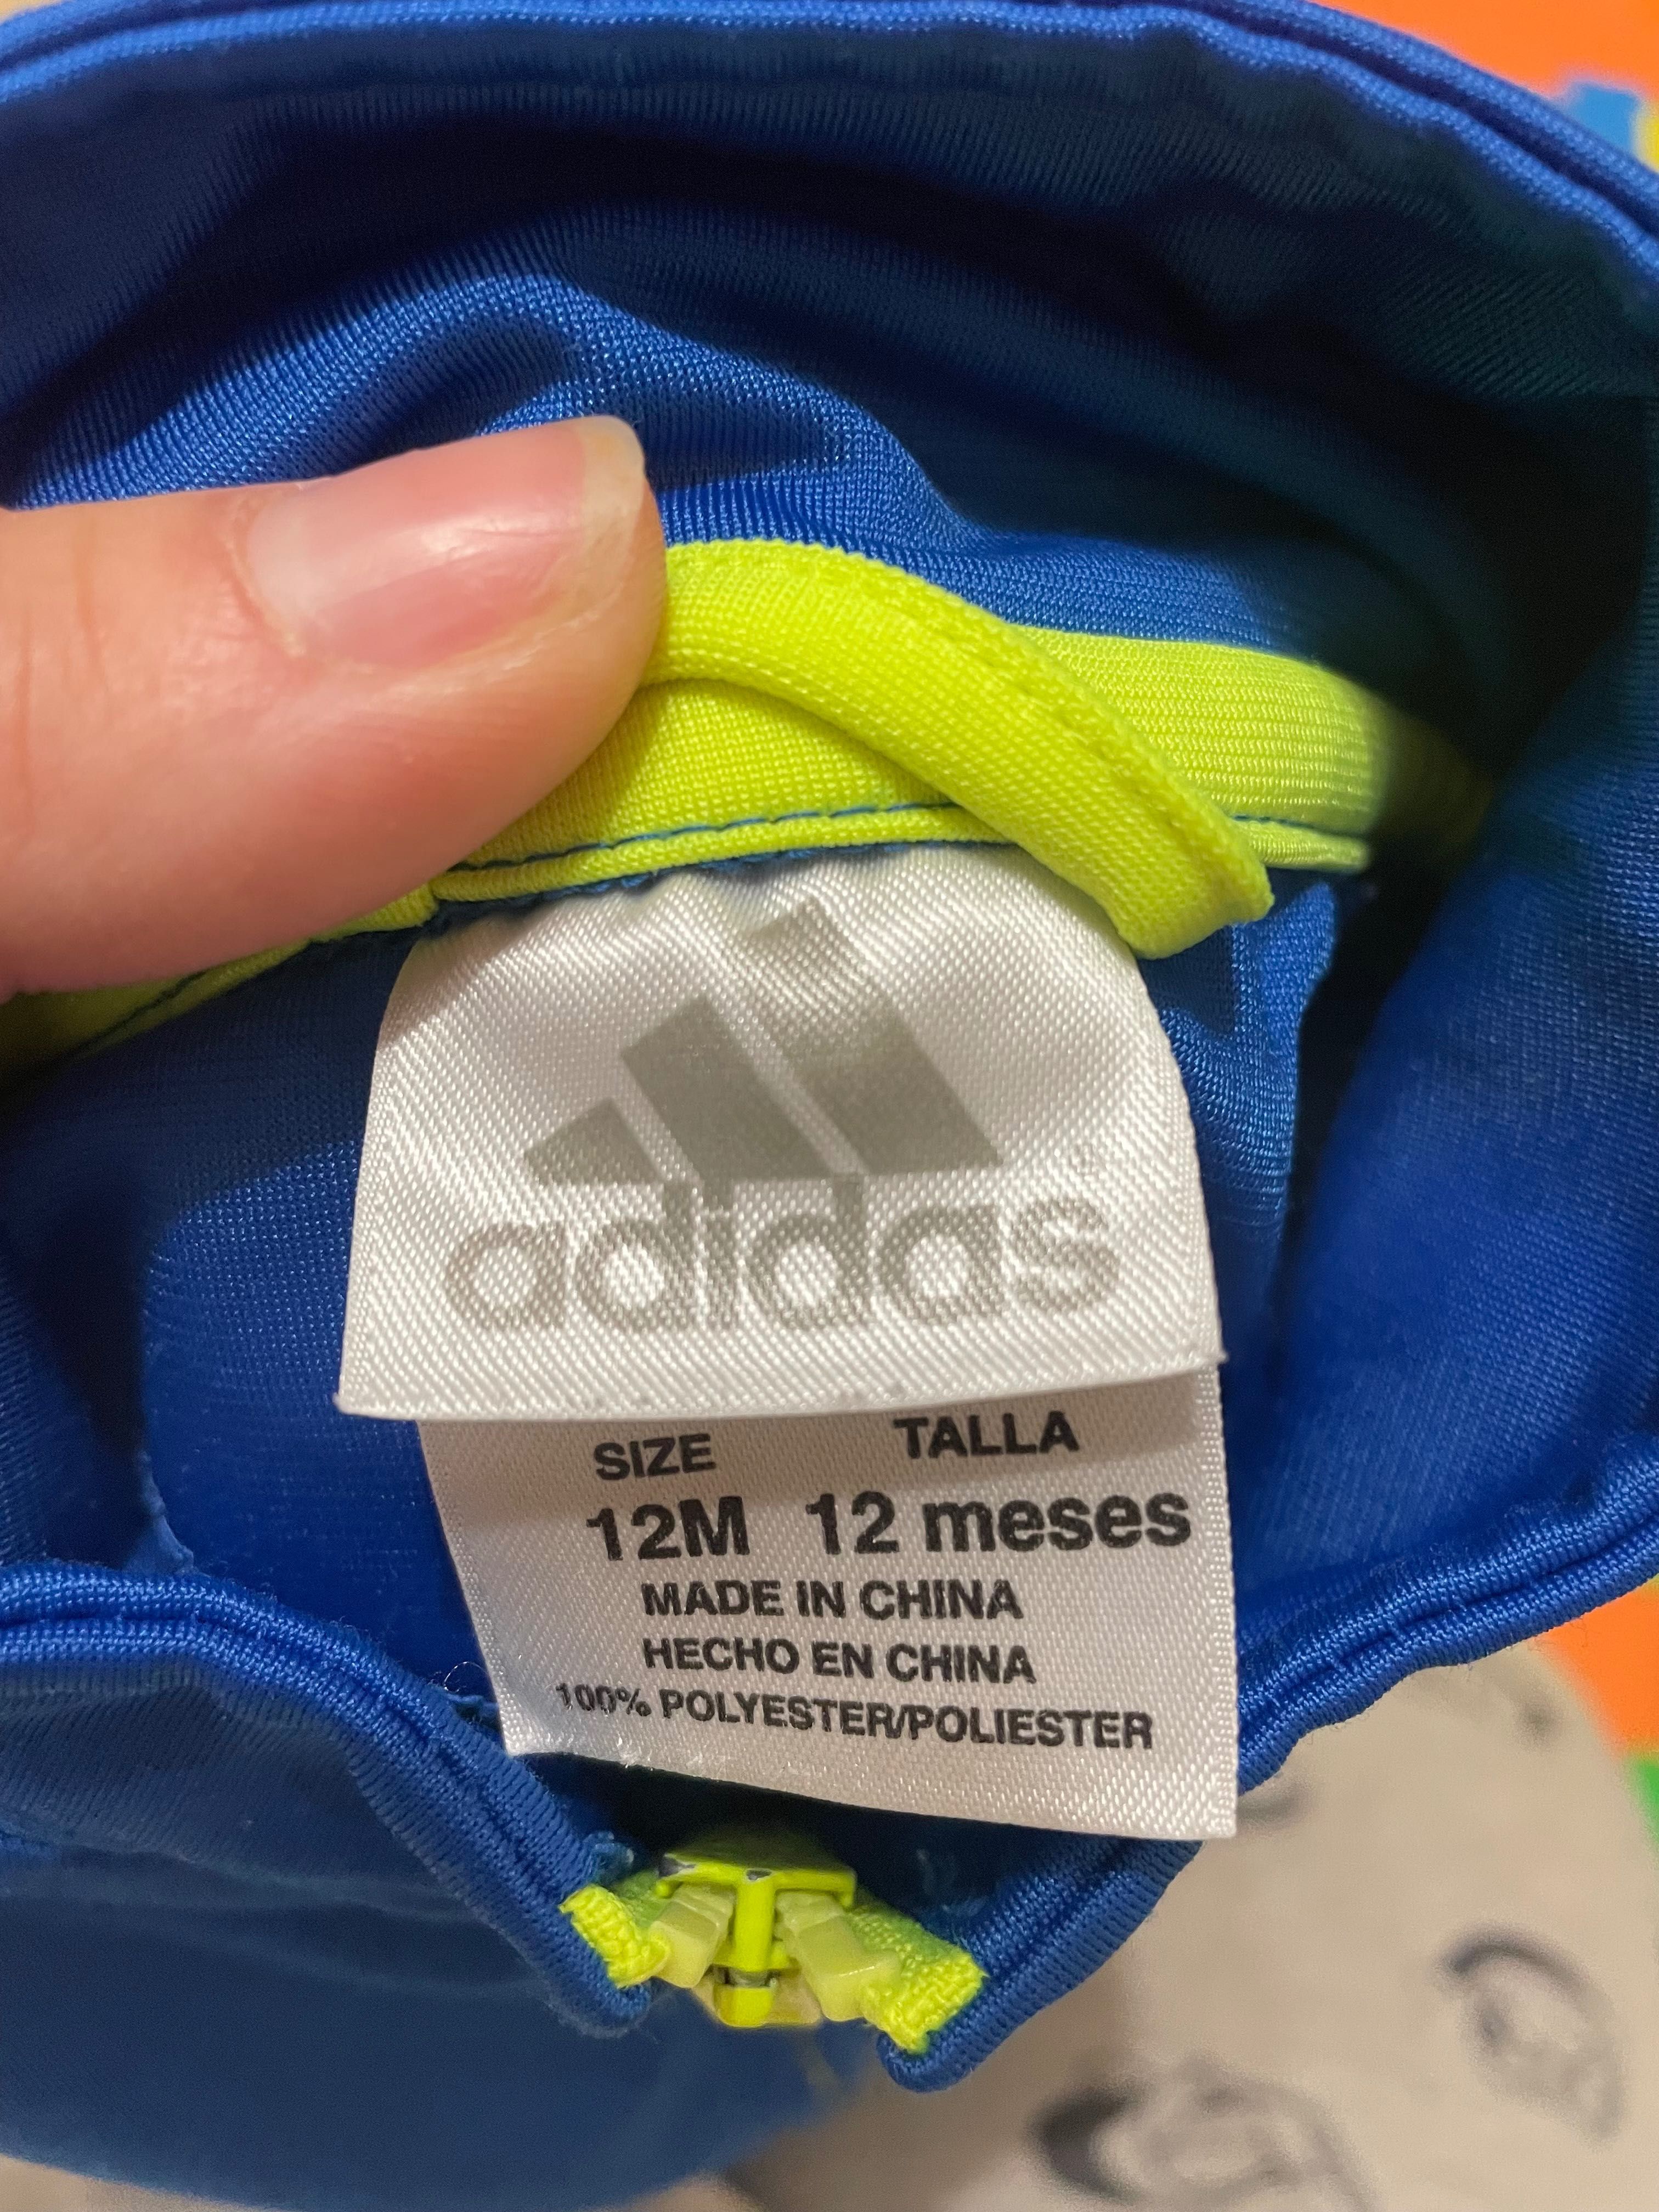 adidas
SIZE TALLA
12M 12 meses
MADE IN CHINA
HECHO EN CHINA
100% POLYESTER/POLIESTER